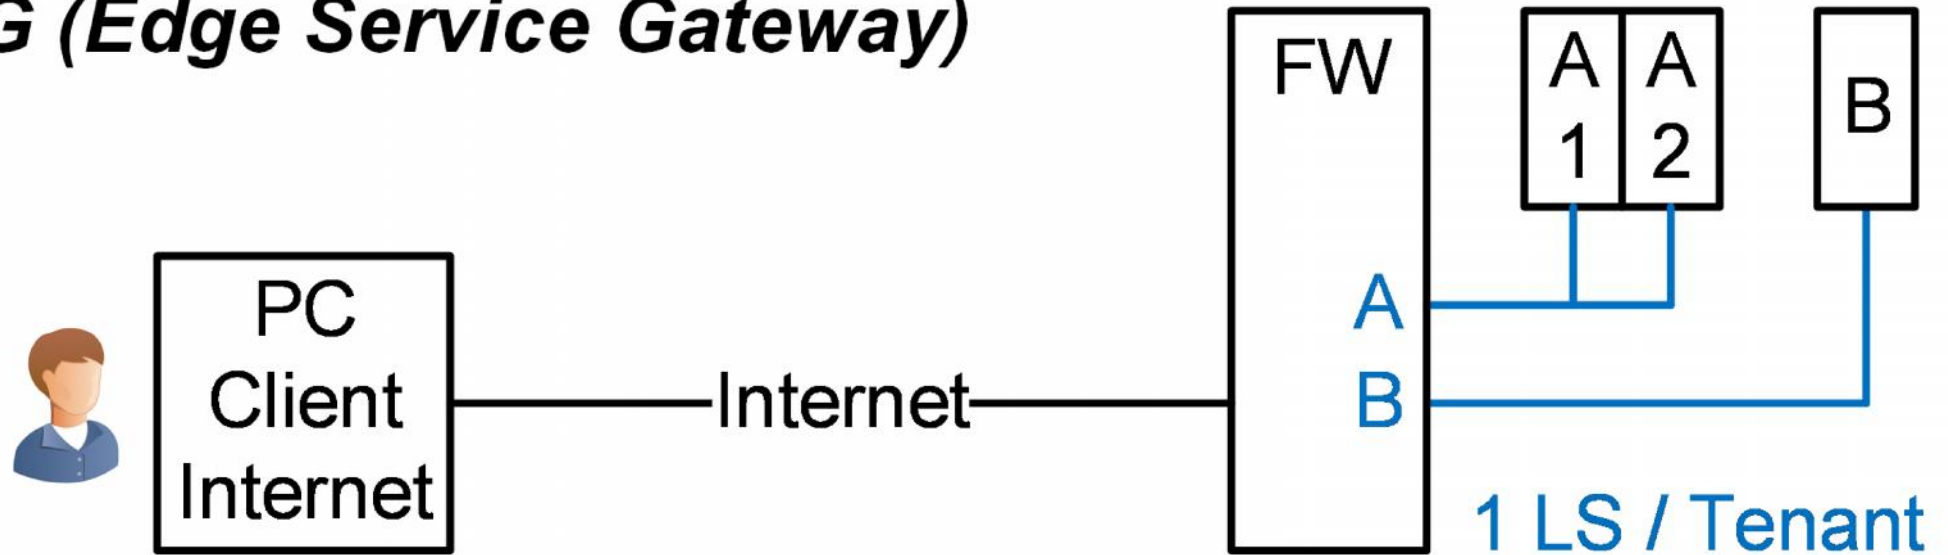 G (Edge Service Gateway)
FW
A
1
A
2
B
PC
Client
Internet
Internet
A
B
1 LS / Tenant